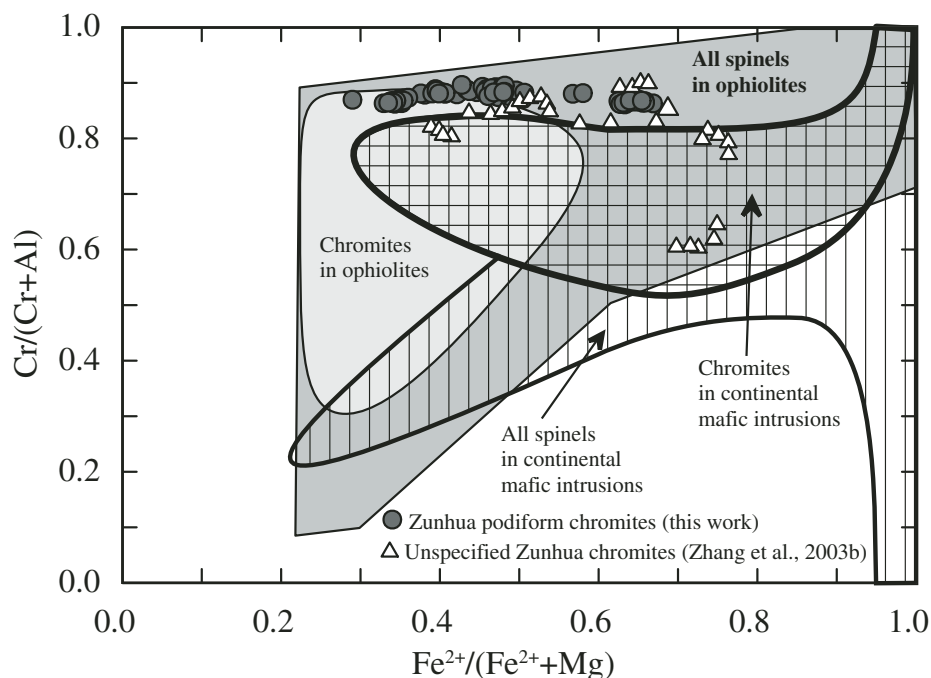 1.0
All spinels
in ophiolites
0.8
Chromites
in ophiolites
0.6
Cr/(Cr+Al)
0.4
Chromites
in continental
mafic intrusions
All spinels
in continental
mafic intrusions
0.2
Zunhua podiform chromites (this work)
Unspecified Zunhua chromites (Zhang et al., 2003b)
0.0
0.0 0.2 0.4 0.6 0.8 1.0
Fe²⁺/(Fe²⁺+Mg)